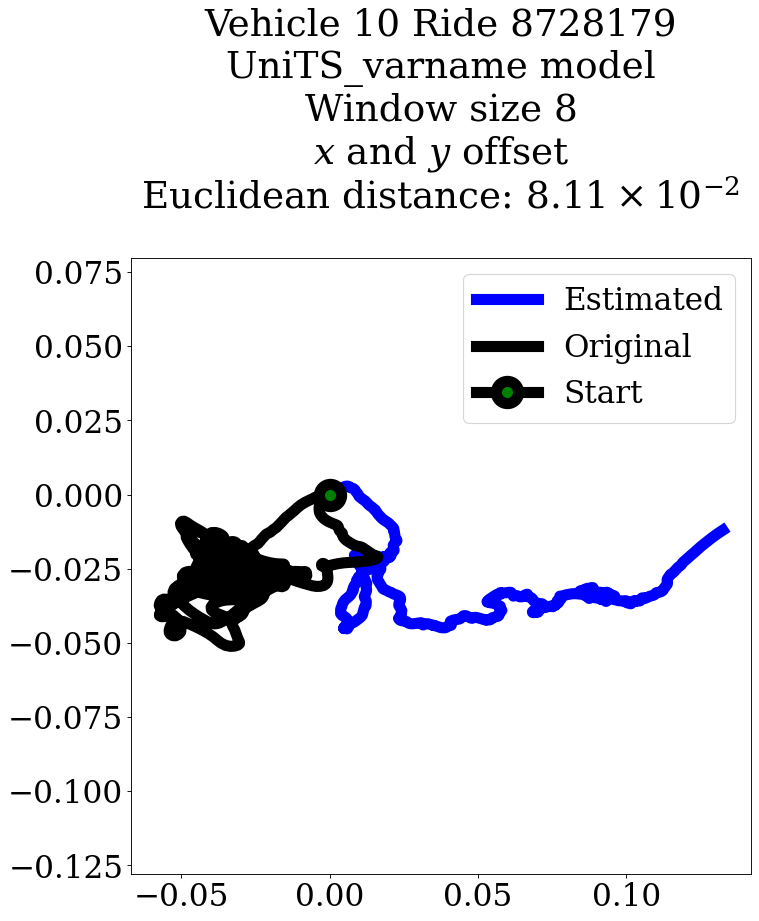 Vehicle 10 Ride 8728179
UniTS_varname model
Window size 8
x and y offset
Euclidean distance: 8.11 × 10⁻²
Estimated
Original
Start
0.075
0.050
0.025
0.000
−0.025
−0.050
−0.075
−0.100
−0.125
−0.05 0.00 0.05 0.10